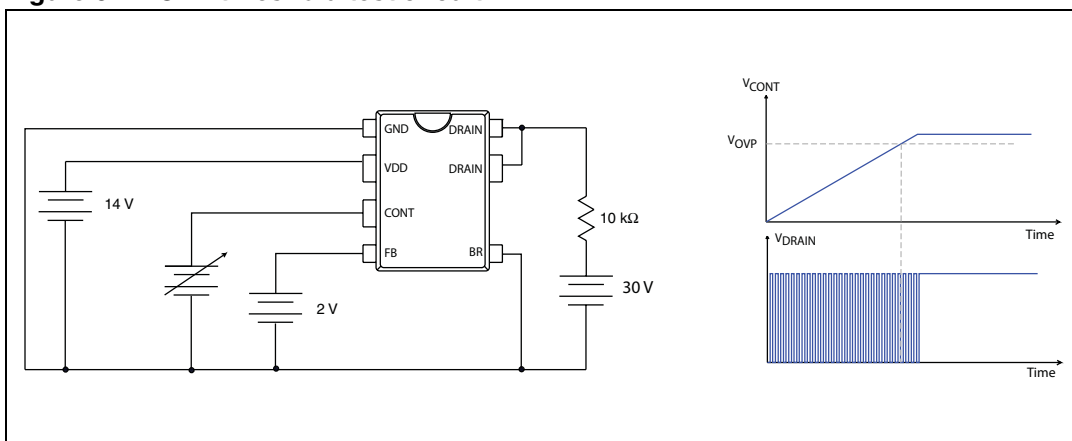 GND
DRAIN
VDD
DRAIN
CONT
FB
BR
14 V
2 V
10 kΩ
30 V
VCONT
VOVP
Time
VDRAIN
Time